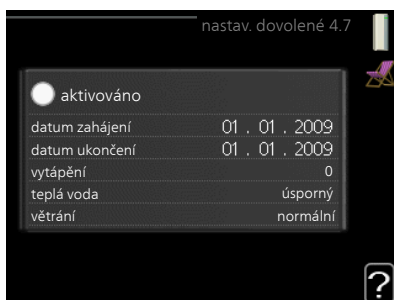 nastav. dovolené 4.7
aktivováno
datum zahájení 01 . 01 . 2009
datum ukončení 01 . 01 . 2009
vytápění 0
teplá voda úsporný
větrání normální
?